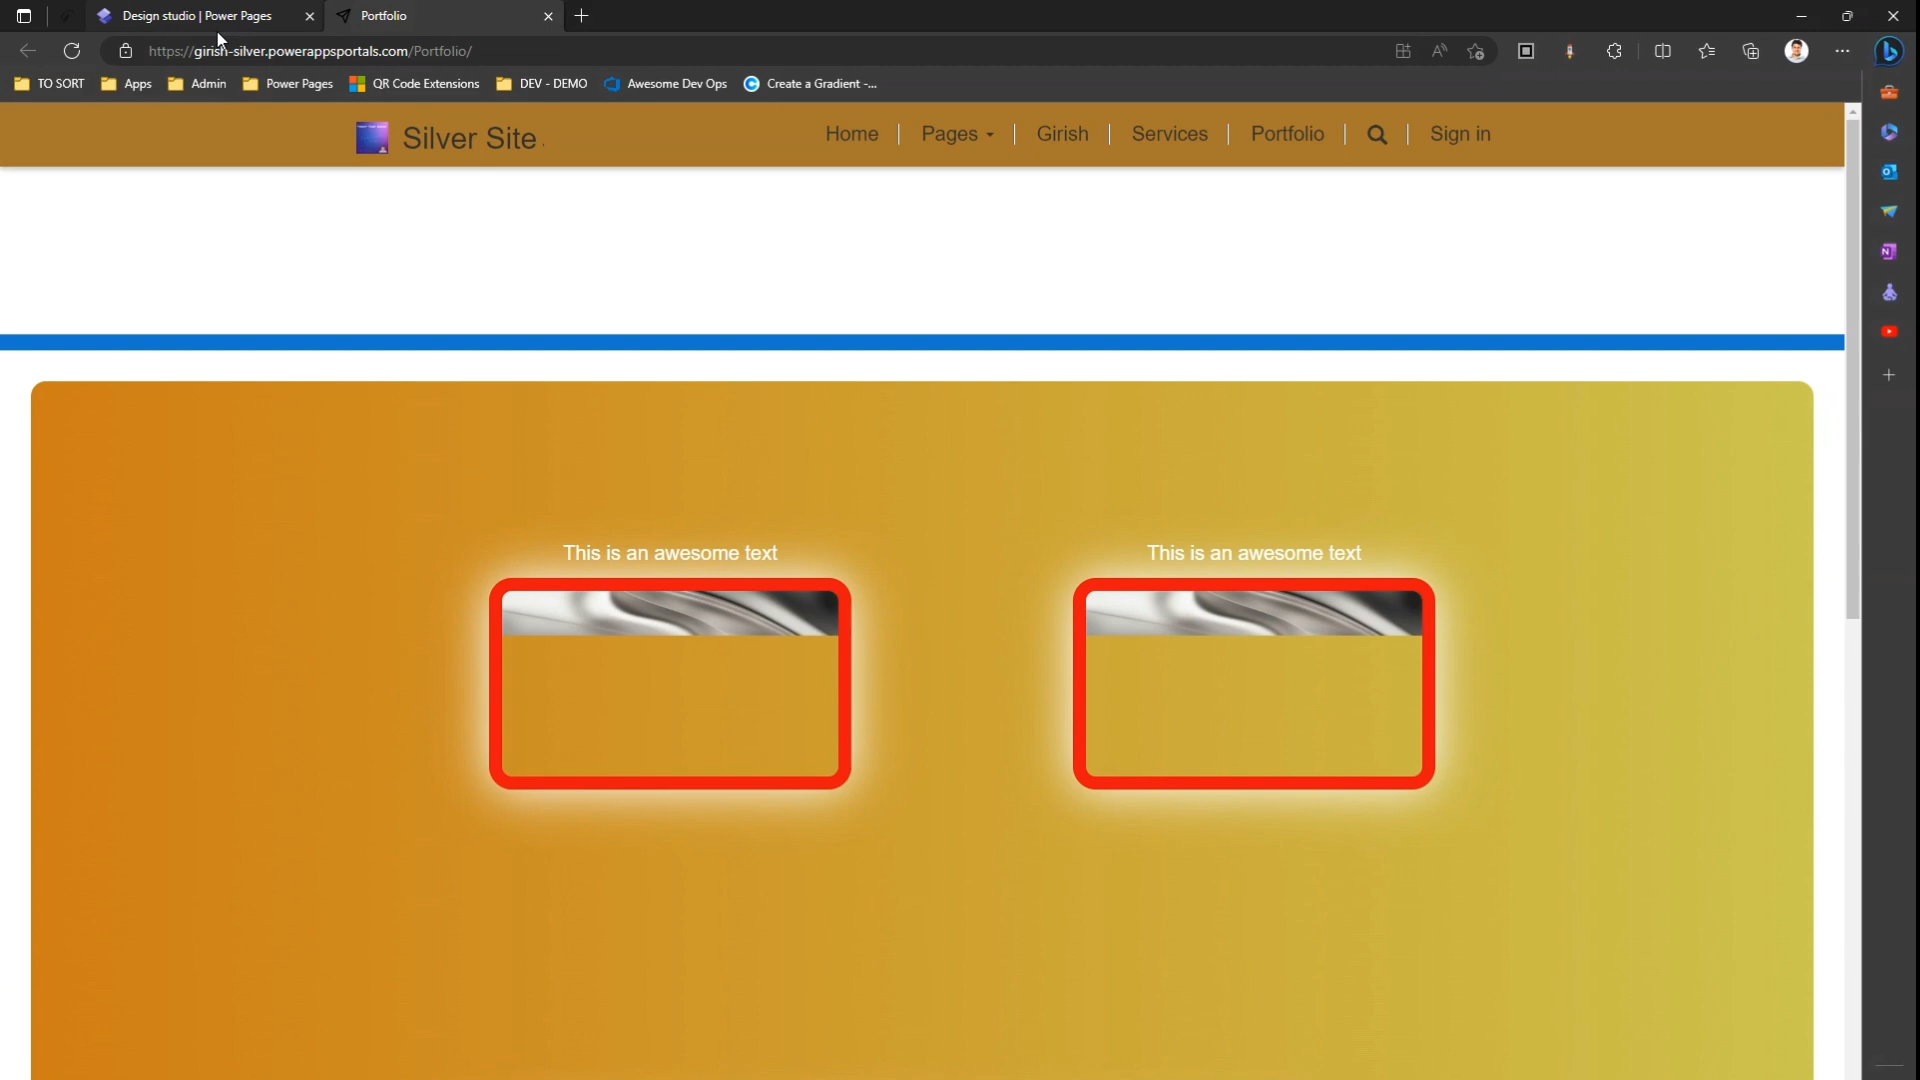 Design studio | Power Pages
Portfolio
https://girish-silver.powerappsportals.com/Portfolio/
TO SORT
Apps
Admin
Power Pages
QR Code Extensions
DEV - DEMO
Awesome Dev Ops
Create a Gradient -...
Silver Site
Home
Pages
Girish
Services
Portfolio
Sign in
This is an awesome text
This is an awesome text